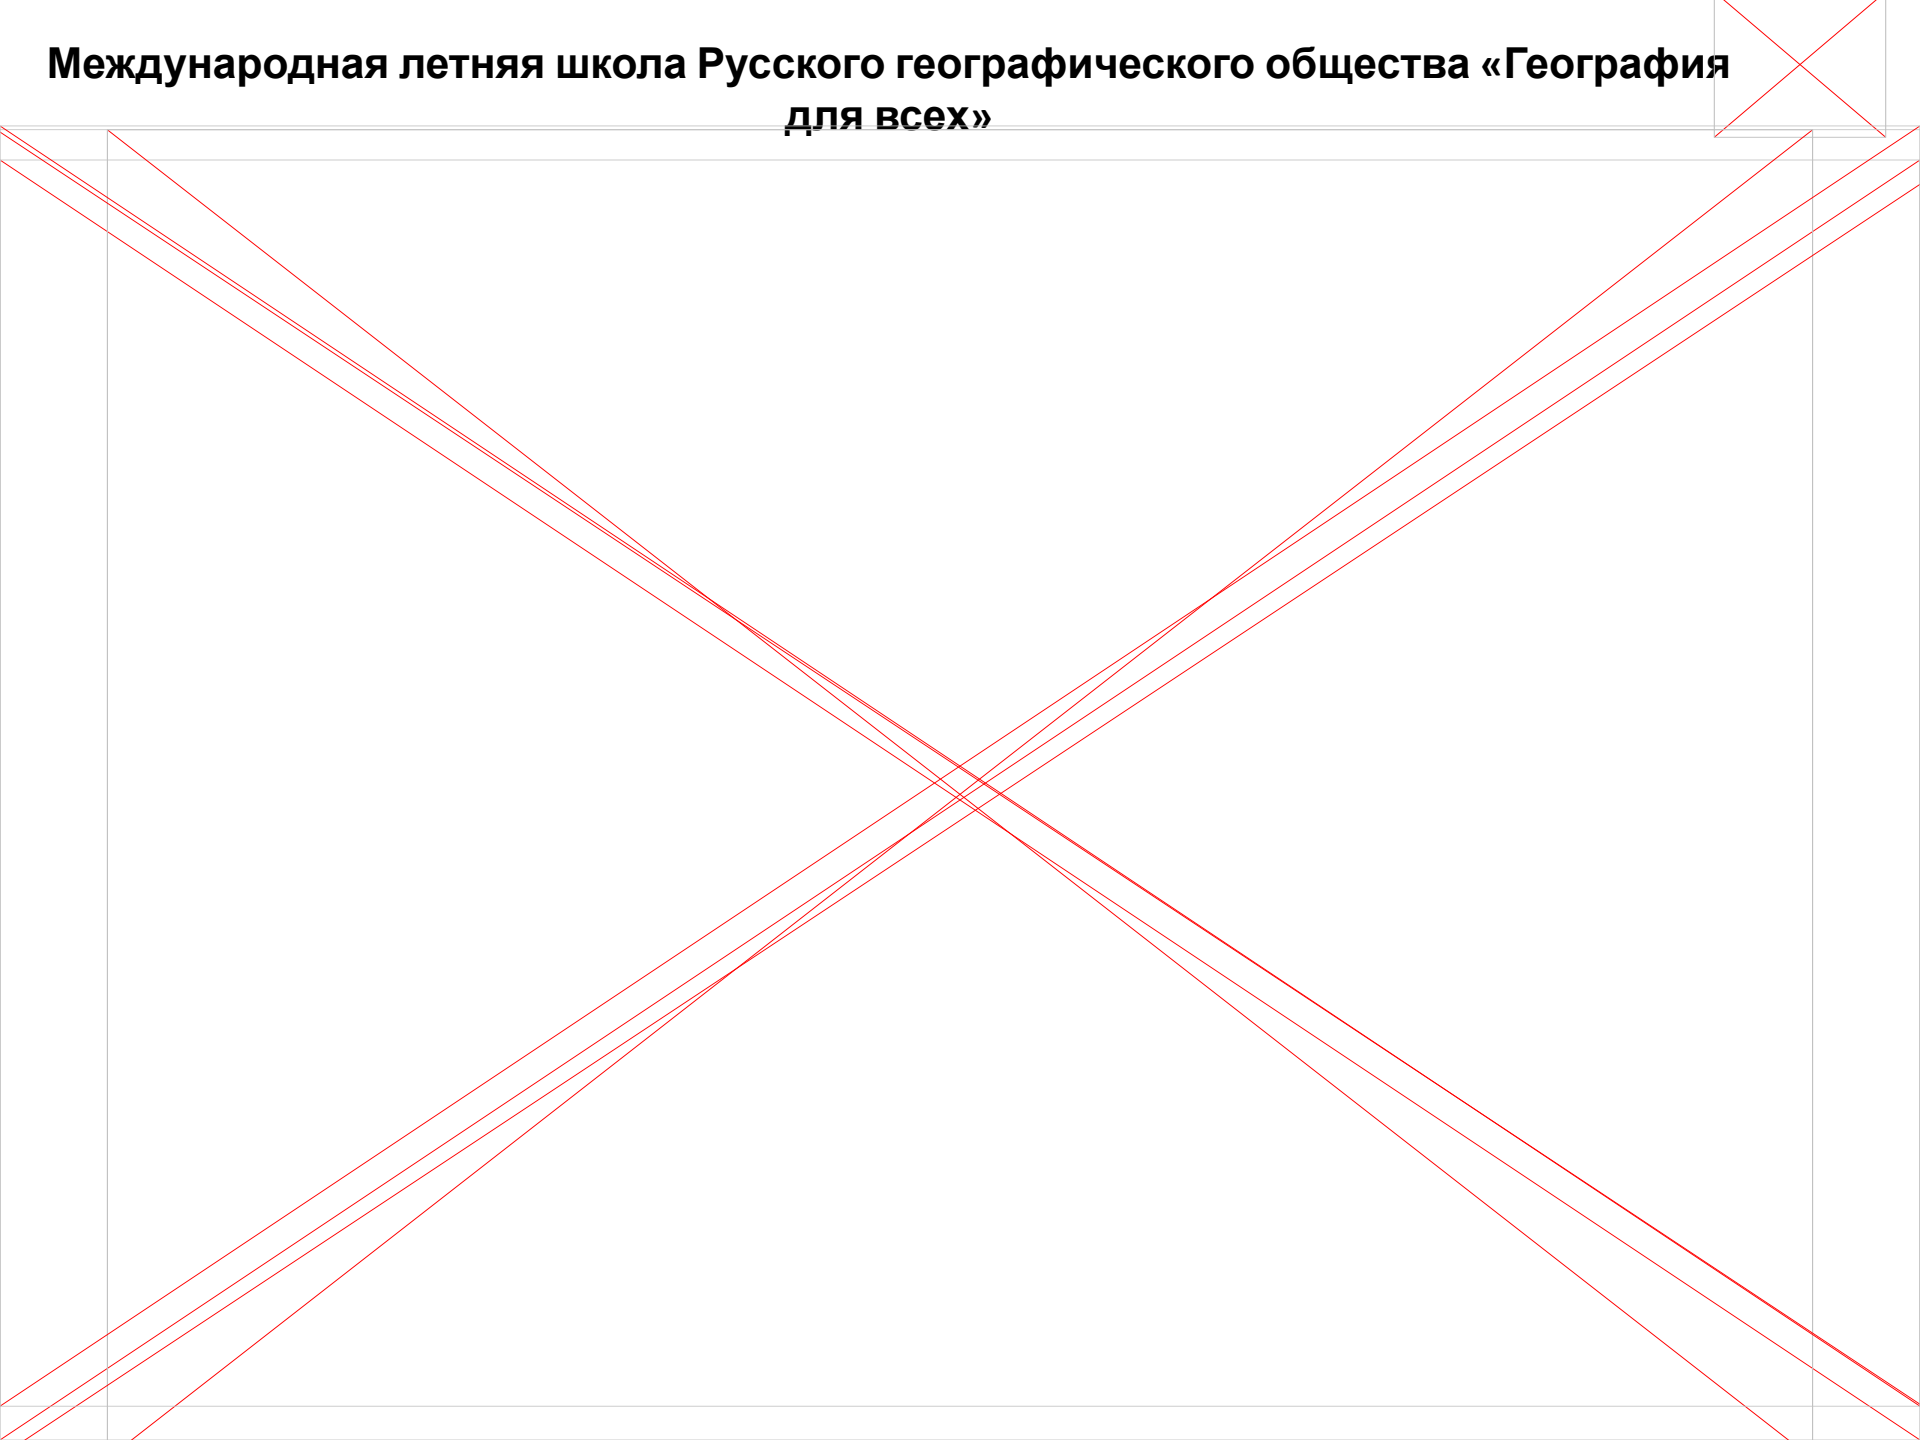 Международная летняя школа Русского географического общества «География
для всех»